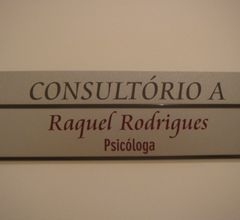 CONSULTÓRIO A
Raquel Rodrigues
Psicóloga